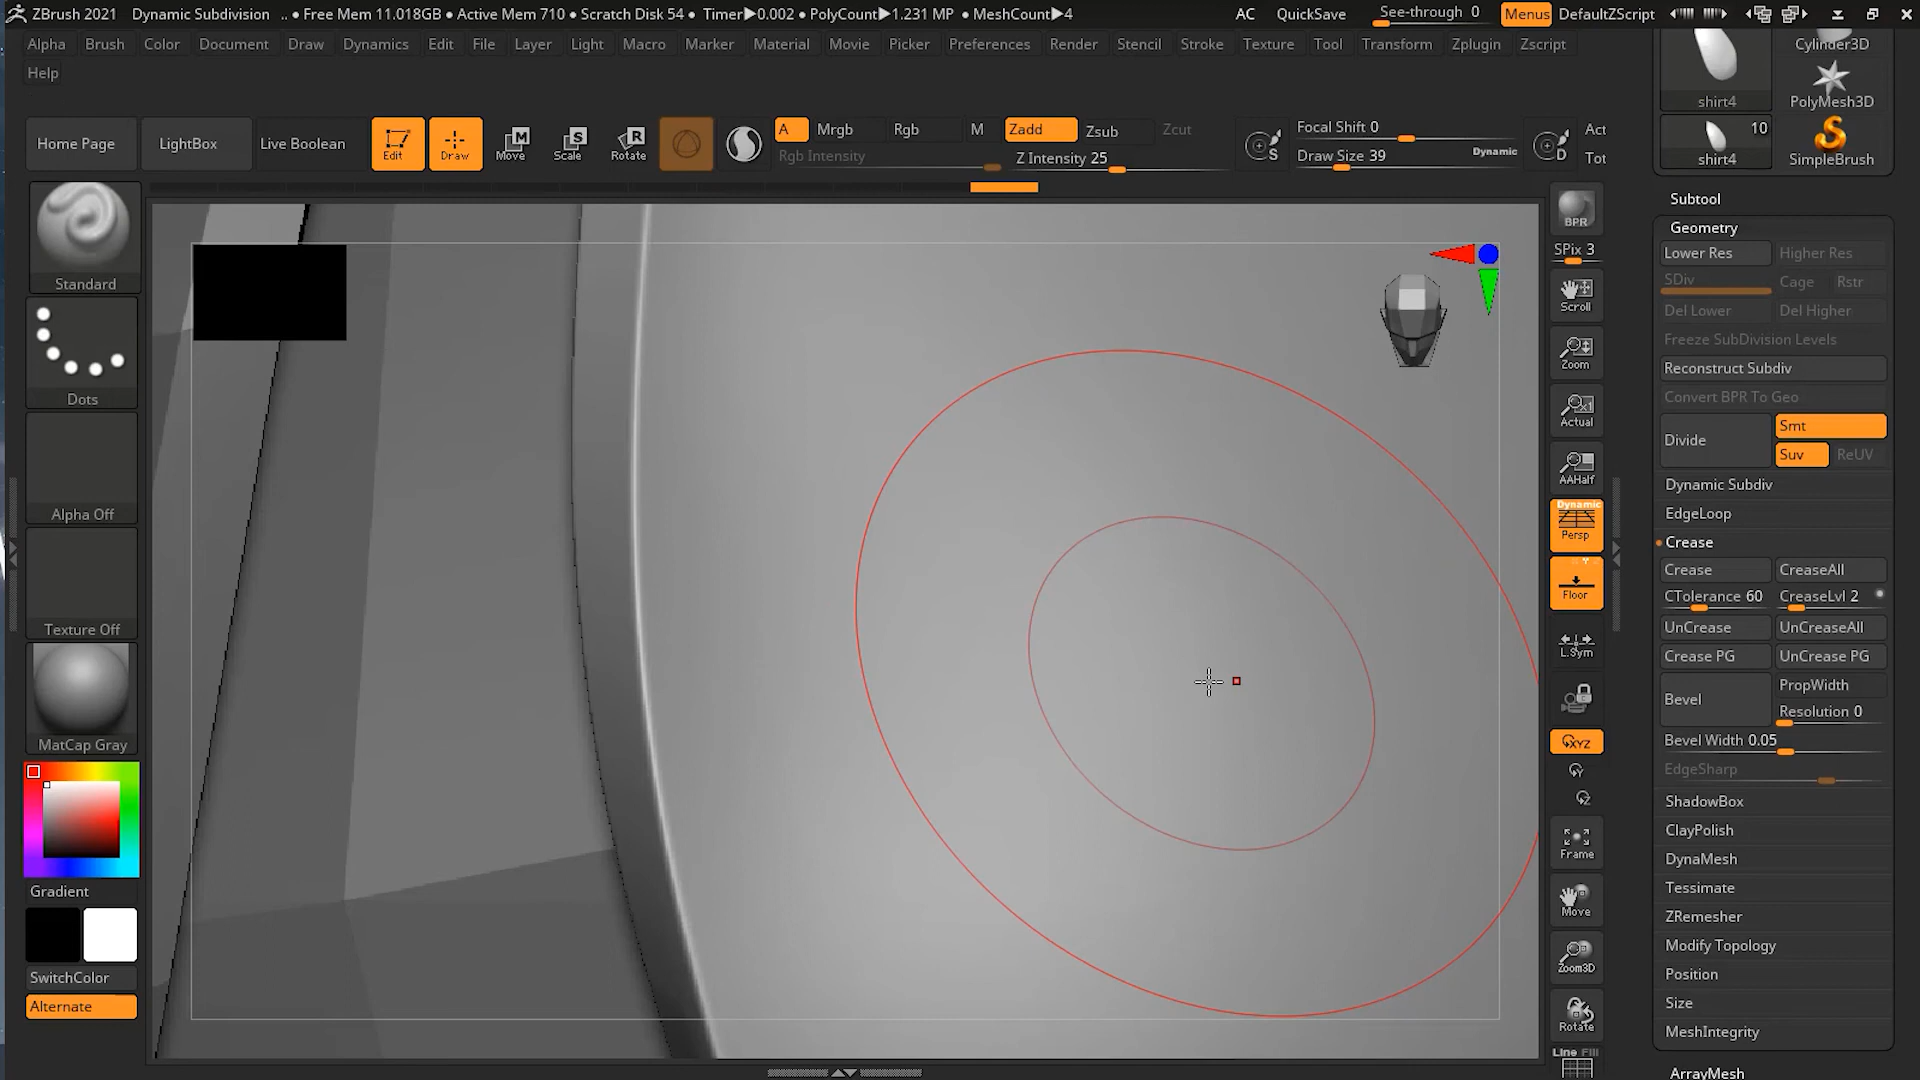 ZBrush 2021 Dynamic Subdivision .. • Free Mem 11.018GB • Active Mem 710 • Scratch Disk 54 • Timer▶0.002 • PolyCount▶1.231 MP • MeshCount▶4 AC QuickSave See-through 0 Menus DefaultZScript
Alpha Brush Color Document Draw Dynamics Edit File Layer Light Macro Marker Material Movie Picker Preferences Render Stencil Stroke Texture Tool Transform Zplugin Zscript
Help
Home Page LightBox Live Boolean Edit Draw Move Scale Rotate
A Mrgb Rgb M Zadd Zsub Zcut
Rgb Intensity Z Intensity 25
Focal Shift 0
Draw Size 39 Dynamic
Act
Tot
Standard
Dots
Alpha Off
Texture Off
MatCap Gray
Gradient
SwitchColor
Alternate
BPR
SPix 3
Scroll
Zoom
Actual
AAHalf
Dynamic
Persp
Floor
L.Sym
XYZ
Y
Z
Frame
Move
Zoom3D
Rotate
Line Fill
Cylinder3D
shirt4 PolyMesh3D
10
shirt4 SimpleBrush
Subtool
Geometry
Lower Res Higher Res
SDiv Cage Rstr
Del Lower Del Higher
Freeze SubDivision Levels
Reconstruct Subdiv
Convert BPR To Geo
Divide Smt
Suv ReUV
Dynamic Subdiv
EdgeLoop
Crease
Crease CreaseAll
CTolerance 60 CreaseLvl 2
UnCrease UnCreaseAll
Crease PG UnCrease PG
Bevel PropWidth
Resolution 0
Bevel Width 0.05
EdgeSharp
ShadowBox
ClayPolish
DynaMesh
Tessimate
ZRemesher
Modify Topology
Position
Size
MeshIntegrity
ArrayMesh